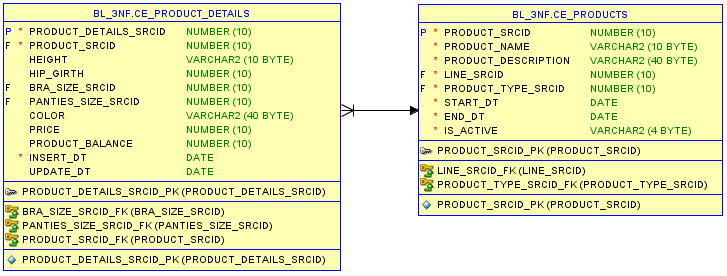 BL_3NF.CE_PRODUCT_DETAILS
P * PRODUCT_DETAILS_SRCID NUMBER (10)
F * PRODUCT_SRCID NUMBER (10)
HEIGHT VARCHAR2 (10 BYTE)
HIP_GIRTH NUMBER (10)
F BRA_SIZE_SRCID NUMBER (10)
F PANTIES_SIZE_SRCID NUMBER (10)
COLOR VARCHAR2 (40 BYTE)
PRICE NUMBER (10)
PRODUCT_BALANCE NUMBER (10)
* INSERT_DT DATE
UPDATE_DT DATE
PRODUCT_DETAILS_SRCID_PK (PRODUCT_DETAILS_SRCID)
BRA_SIZE_SRCID_FK (BRA_SIZE_SRCID)
PANTIES_SIZE_SRCID_FK (PANTIES_SIZE_SRCID)
PRODUCT_SRCID_FK (PRODUCT_SRCID)
PRODUCT_DETAILS_SRCID_PK (PRODUCT_DETAILS_SRCID)
BL_3NF.CE_PRODUCTS
P * PRODUCT_SRCID NUMBER (10)
* PRODUCT_NAME VARCHAR2 (10 BYTE)
* PRODUCT_DESCRIPTION VARCHAR2 (40 BYTE)
F * LINE_SRCID NUMBER (10)
F * PRODUCT_TYPE_SRCID NUMBER (10)
* START_DT DATE
* END_DT DATE
* IS_ACTIVE VARCHAR2 (4 BYTE)
PRODUCT_SRCID_PK (PRODUCT_SRCID)
LINE_SRCID_FK (LINE_SRCID)
PRODUCT_TYPE_SRCID_FK (PRODUCT_TYPE_SRCID)
PRODUCT_SRCID_PK (PRODUCT_SRCID)